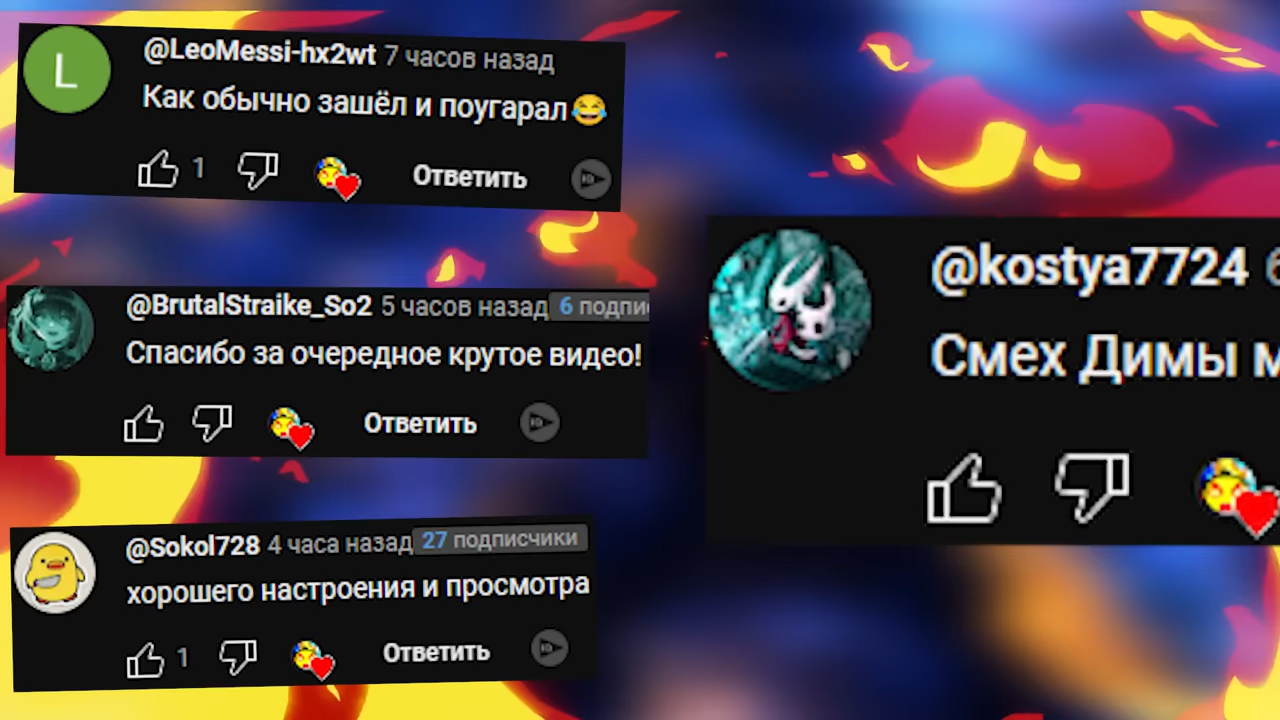 L
@LeoMessi-hx2wt 7 часов назад
Как обычно зашёл и поугарал😂
1
Ответить
@BrutalStraike_So2 5 часов назад 6 подпи
Спасибо за очередное крутое видео!
Ответить
@Sokol728 4 часа назад 27 подписчики
хорошего настроения и просмотра
1
Ответить
@kostya7724
Смех Димы